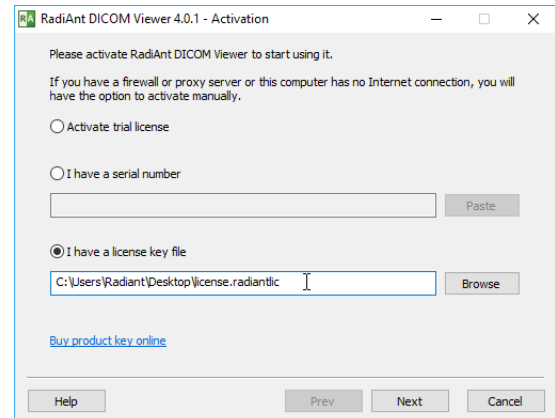 RA RadiAnt DICOM Viewer 4.0.1 - Activation
Please activate RadiAnt DICOM Viewer to start using it.
If you have a firewall or proxy server or this computer has no Internet connection, you will
have the option to activate manually.
Activate trial license
I have a serial number
Paste
I have a license key file
C:\Users\Radiant\Desktop\license.radiantlic
Browse
Buy product key online
Help
Prev
Next
Cancel